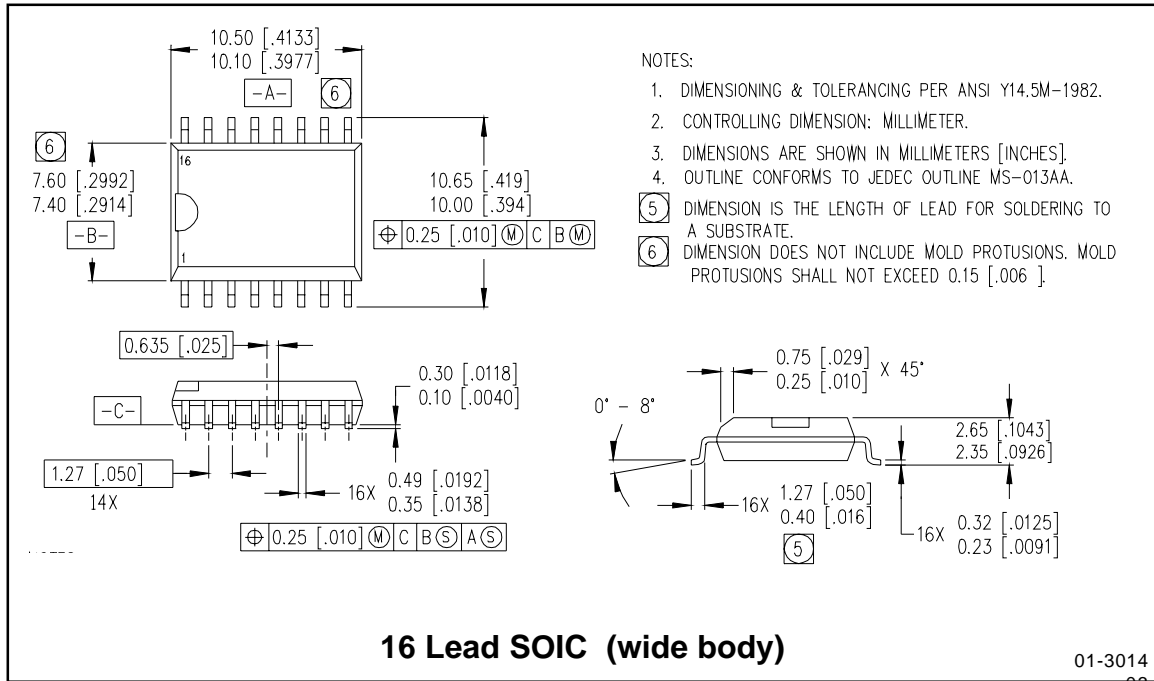 10.50 [.4133]
10.10 [.3977]
-A-
6
6
7.60 [.2992]
7.40 [.2914]
-B-
16
1
10.65 [.419]
10.00 [.394]
⌖ 0.25 [.010] Ⓜ C B Ⓜ
NOTES:
1. DIMENSIONING & TOLERANCING PER ANSI Y14.5M-1982.
2. CONTROLLING DIMENSION: MILLIMETER.
3. DIMENSIONS ARE SHOWN IN MILLIMETERS [INCHES].
4. OUTLINE CONFORMS TO JEDEC OUTLINE MS-013AA.
5 DIMENSION IS THE LENGTH OF LEAD FOR SOLDERING TO
A SUBSTRATE.
6 DIMENSION DOES NOT INCLUDE MOLD PROTUSIONS. MOLD
PROTUSIONS SHALL NOT EXCEED 0.15 [.006 ].
0.635 [.025]
0.30 [.0118]
0.10 [.0040]
-C-
1.27 [.050]
14X
16X 0.49 [.0192]
0.35 [.0138]
⌖ 0.25 [.010] Ⓜ C B Ⓢ A Ⓢ
0.75 [.029]
0.25 [.010]
X 45°
0° - 8°
2.65 [.1043]
2.35 [.0926]
16X 1.27 [.050]
0.40 [.016]
5
16X 0.32 [.0125]
0.23 [.0091]
16 Lead SOIC (wide body)
01-3014